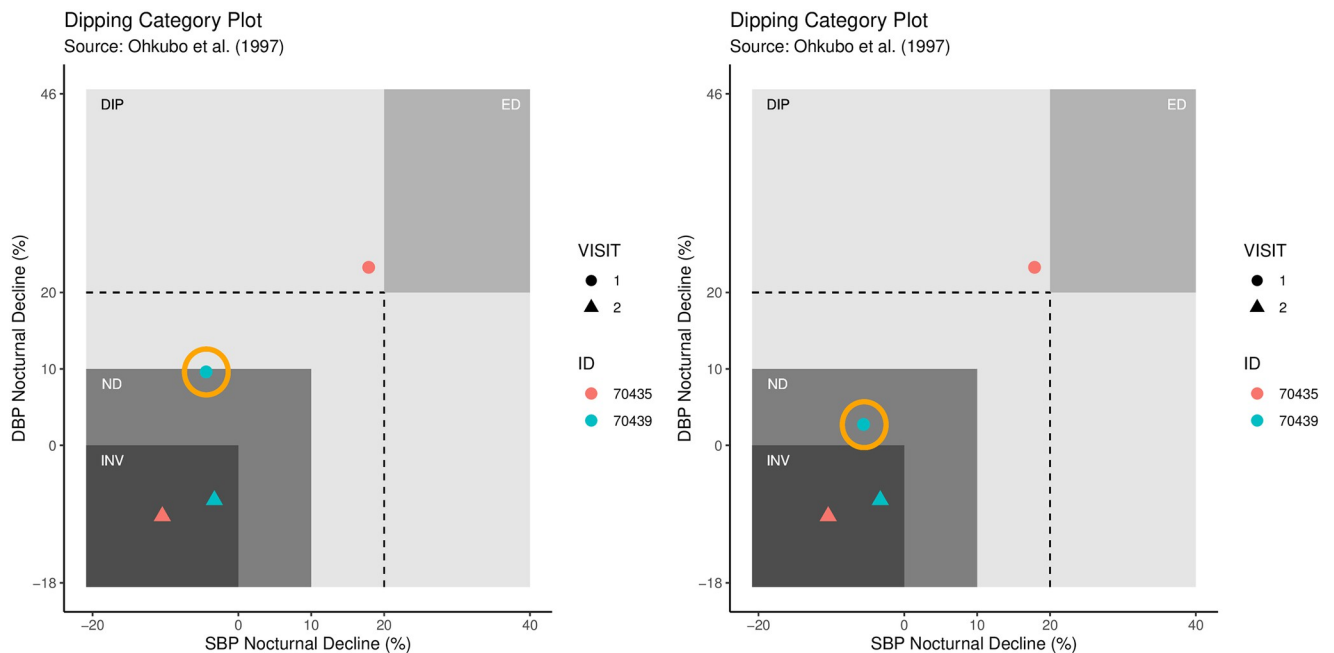 Dipping Category Plot
Source: Ohkubo et al. (1997)
DBP Nocturnal Decline (%)
46
20
10
0
−18
DIP
ED
ND
INV
−20
0
10
20
40
SBP Nocturnal Decline (%)
VISIT
1
2
ID
70435
70439
Dipping Category Plot
Source: Ohkubo et al. (1997)
DBP Nocturnal Decline (%)
46
20
10
0
−18
DIP
ED
ND
INV
−20
0
10
20
40
SBP Nocturnal Decline (%)
VISIT
1
2
ID
70435
70439